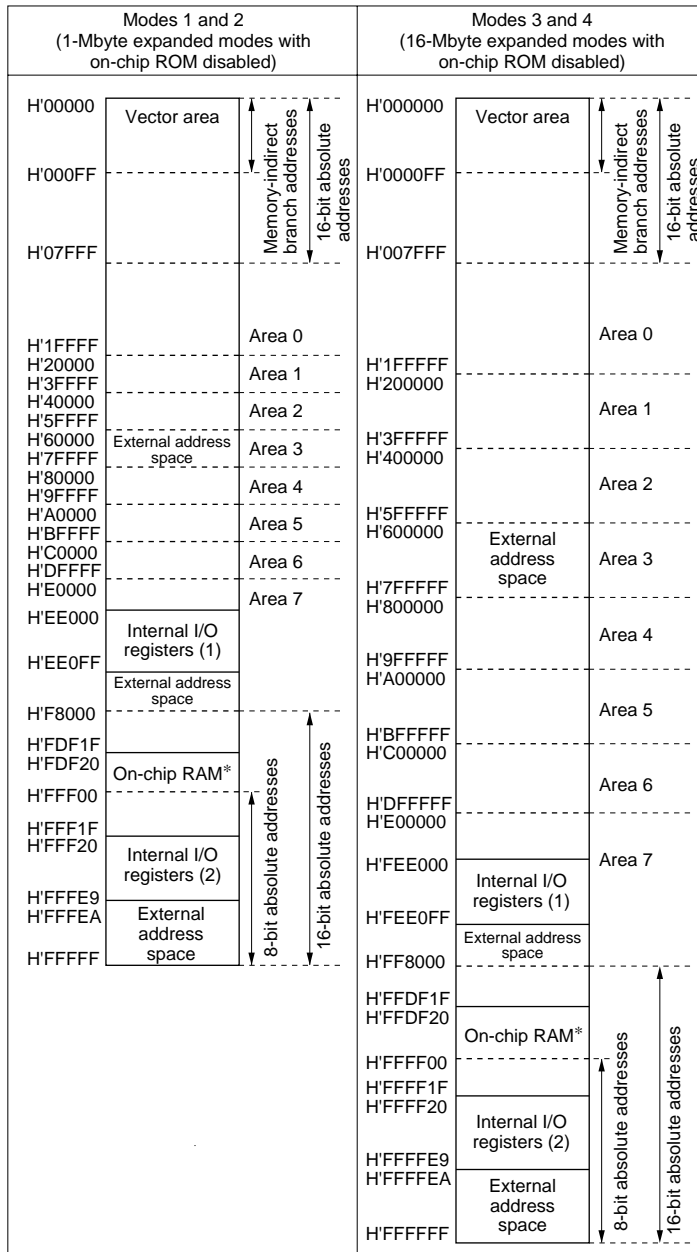 Modes 1 and 2
(1-Mbyte expanded modes with
on-chip ROM disabled)
H'00000
Vector area
H'000FF
Memory-indirect
branch addresses
16-bit absolute
addresses
H'07FFF
H'1FFFF
Area 0
H'20000
Area 1
H'3FFFF
H'40000
Area 2
H'5FFFF
H'60000
External address
space
Area 3
H'7FFFF
H'80000
Area 4
H'9FFFF
H'A0000
Area 5
H'BFFFF
H'C0000
Area 6
H'DFFFF
H'E0000
Area 7
H'EE000
Internal I/O
registers (1)
H'EE0FF
External address
space
H'F8000
H'FDF1F
H'FDF20
On-chip RAM*
H'FFF00
H'FFF1F
H'FFF20
Internal I/O
registers (2)
H'FFFE9
H'FFFEA
External
address
space
H'FFFFF
8-bit absolute addresses
16-bit absolute addresses
Modes 3 and 4
(16-Mbyte expanded modes with
on-chip ROM disabled)
H'000000
Vector area
H'0000FF
Memory-indirect
branch addresses
16-bit absolute
addresses
H'007FFF
Area 0
H'1FFFFF
H'200000
Area 1
H'3FFFFF
H'400000
Area 2
H'5FFFFF
H'600000
External
address
space
Area 3
H'7FFFFF
H'800000
Area 4
H'9FFFFF
H'A00000
Area 5
H'BFFFFF
H'C00000
Area 6
H'DFFFFF
H'E00000
Area 7
H'FEE000
Internal I/O
registers (1)
H'FEE0FF
External address
space
H'FF8000
H'FFDF1F
H'FFDF20
On-chip RAM*
H'FFFF00
H'FFFF1F
H'FFFF20
Internal I/O
registers (2)
H'FFFFE9
H'FFFFEA
External
address
space
H'FFFFFF
8-bit absolute addresses
16-bit absolute addresses